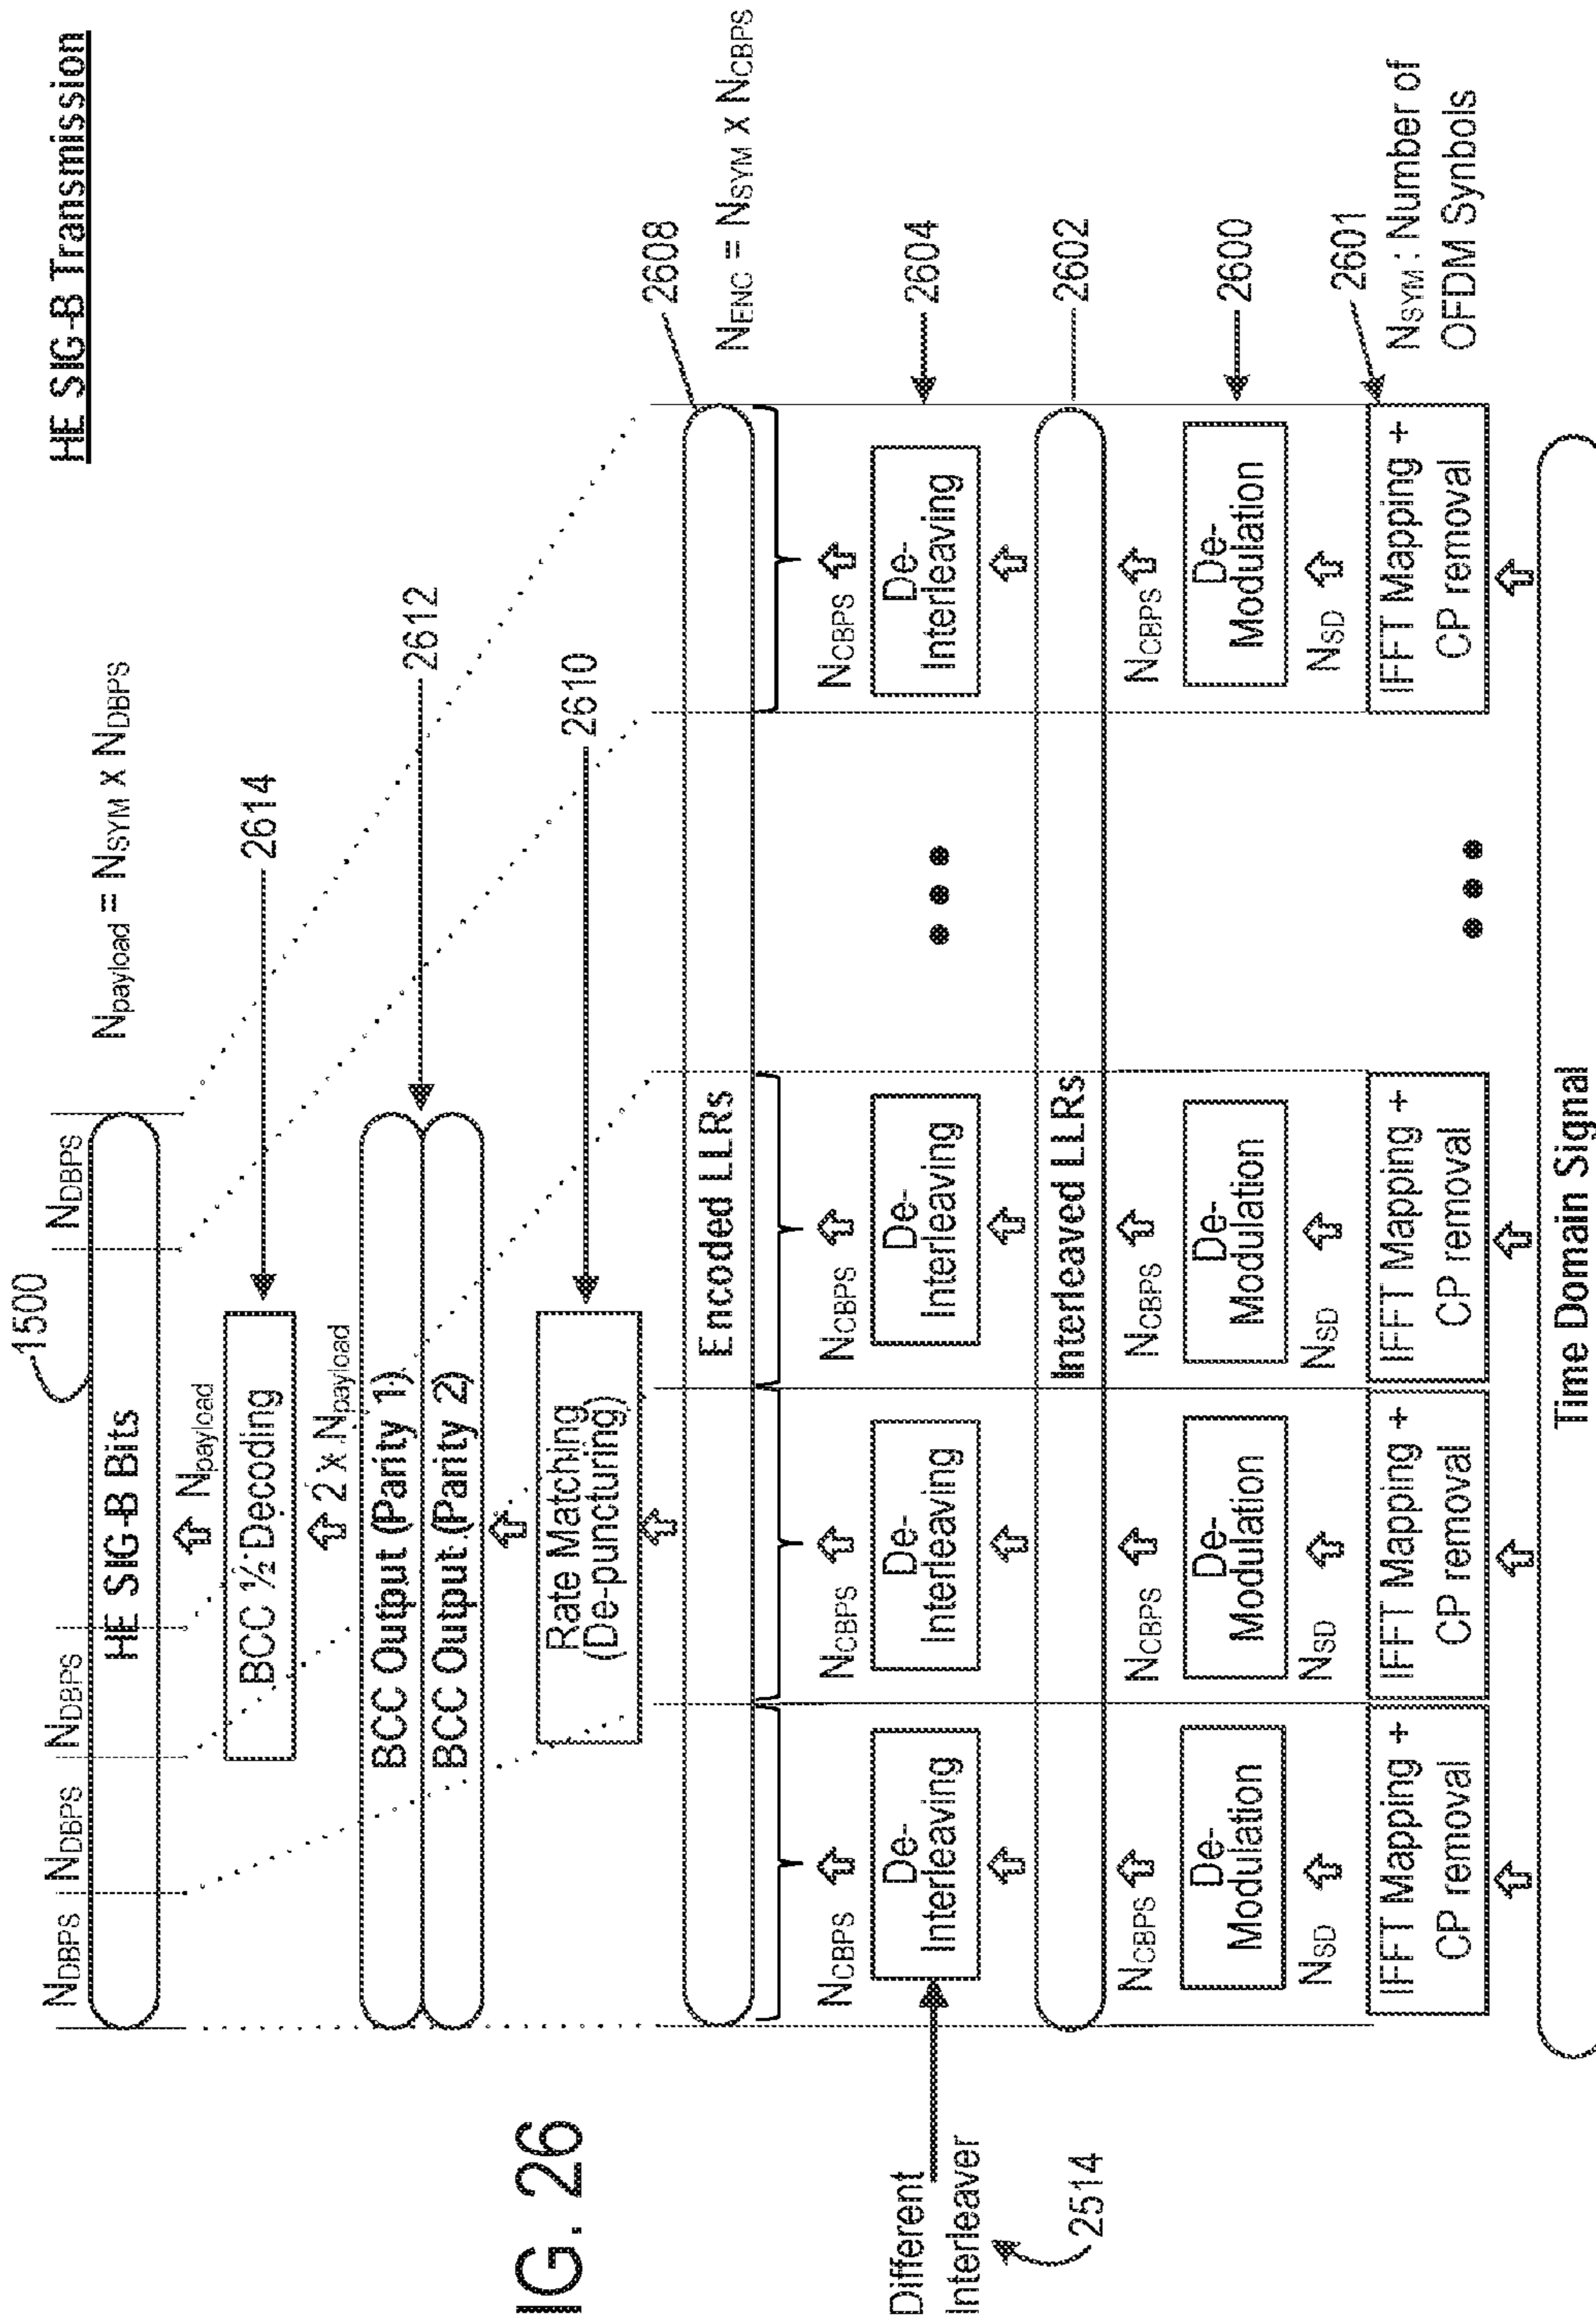 HE SIG-B Transmission
1500
NDBPS NDBPS NDBPS NDBPS
HE SIG-B Bits
Npayload = NSYM X NDBPS
Npayload
BCC ½ Decoding
2614
2 x Npayload
BCC Output (Parity 1)
BCC Output (Parity 2)
2612
IG. 26
Rate Matching
(De-puncturing)
2610
2608
Encoded LLRs
NENC = NSYM X NCBPS
NCBPS NCBPS NCBPS NCBPS
Different
Interleaver
2514
De-
Interleaving
De-
Interleaving
De-
Interleaving
De-
Interleaving
2604
Interleaved LLRs
2602
NCBPS NCBPS NCBPS NCBPS
De-
Modulation
De-
Modulation
De-
Modulation
De-
Modulation
2600
NSD NSD NSD NSD
2601
IFFT Mapping +
CP removal
IFFT Mapping +
CP removal
IFFT Mapping +
CP removal
IFFT Mapping +
CP removal
NSYM : Number of
OFDM Synbols
Time Domain Signal